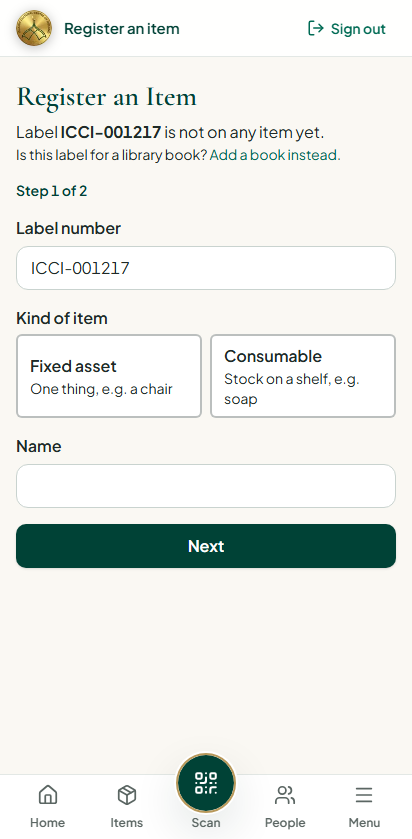 Register an item
Sign out
Register an Item
Label ICCI-001217 is not on any item yet.
Is this label for a library book? Add a book instead.
Step 1 of 2
Label number
ICCI-001217
Kind of item
Fixed asset
One thing, e.g. a chair
Consumable
Stock on a shelf, e.g.
soap
Name
Next
Home
Items
Scan
People
Menu